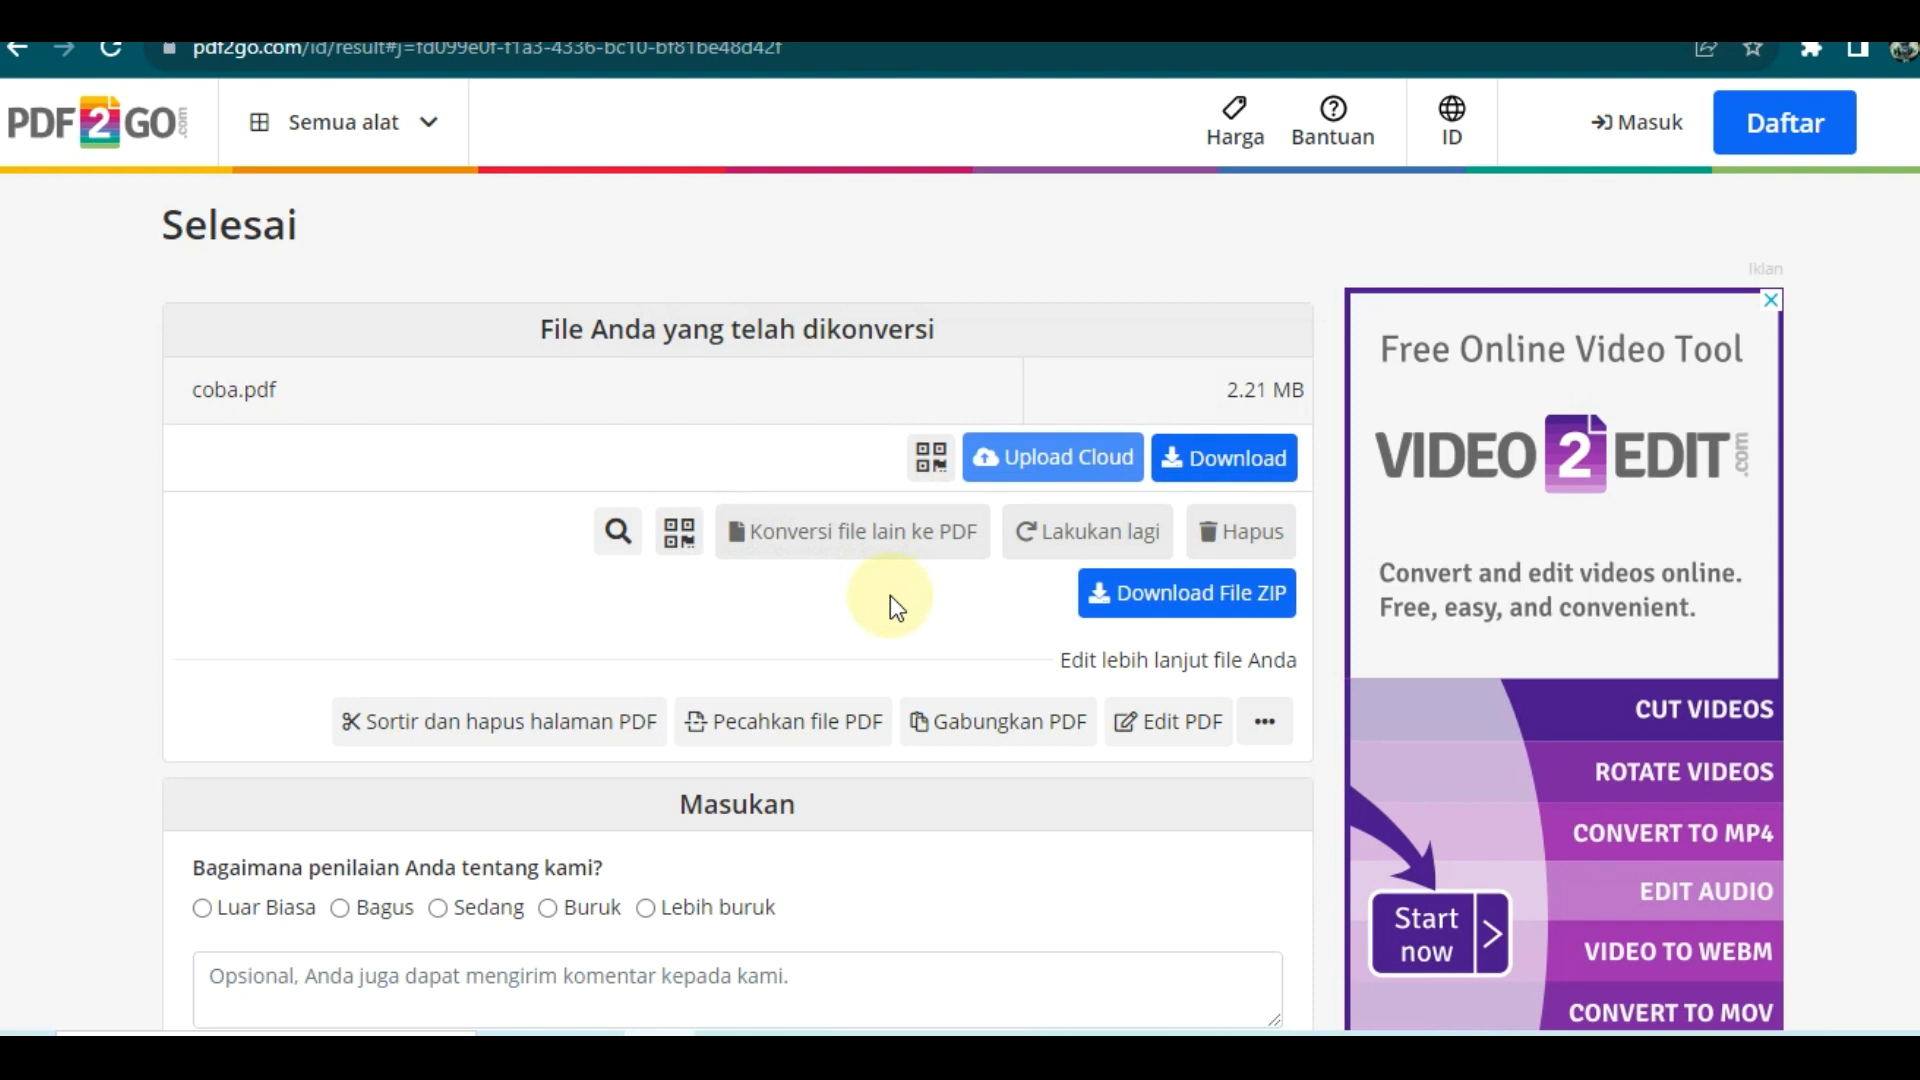 pdf2go.com/id/result#j=fd099e0f-f1a3-4336-bc10-bf81be48d42f
PDF2GO.com
Semua alat
Harga
Bantuan
ID
Masuk
Daftar
Selesai
Iklan
File Anda yang telah dikonversi
coba.pdf
2.21 MB
Upload Cloud
Download
Konversi file lain ke PDF
Lakukan lagi
Hapus
Download File ZIP
Edit lebih lanjut file Anda
Sortir dan hapus halaman PDF
Pecahkan file PDF
Gabungkan PDF
Edit PDF
Masukan
Bagaimana penilaian Anda tentang kami?
Luar Biasa
Bagus
Sedang
Buruk
Lebih buruk
Opsional, Anda juga dapat mengirim komentar kepada kami.
Free Online Video Tool
VIDEO2EDIT.com
Convert and edit videos online.
Free, easy, and convenient.
CUT VIDEOS
ROTATE VIDEOS
CONVERT TO MP4
EDIT AUDIO
VIDEO TO WEBM
CONVERT TO MOV
Start
now